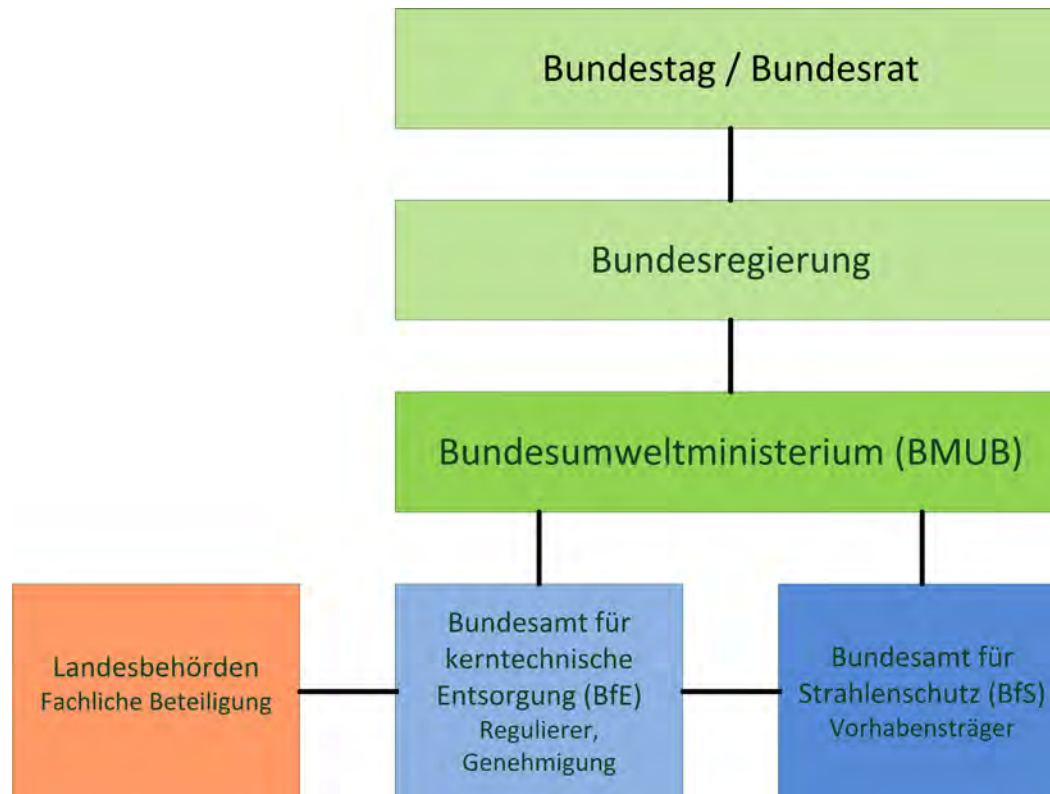 Bundestag / Bundesrat
Bundesregierung
Bundesumweltministerium (BMUB)
Landesbehörden
Fachliche Beteiligung
Bundesamt für
kerntechnische
Entsorgung (BfE)
Regulierer,
Genehmigung
Bundesamt für
Strahlenschutz (BfS)
Vorhabensträger